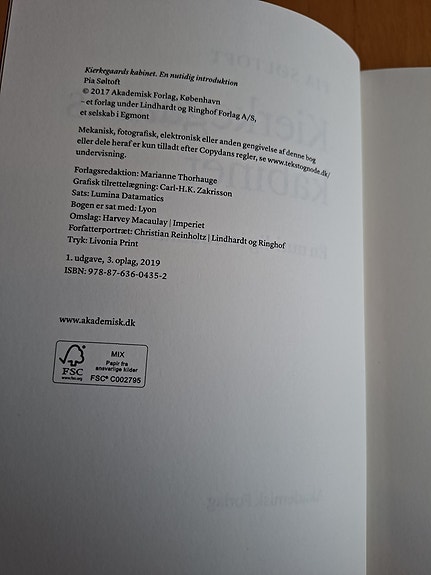 Kierkegaards kabinet. En nutidig introduktion
Pia Søltoft
© 2017 Akademisk Forlag, København
– et forlag under Lindhardt og Ringhof Forlag A/S,
et selskab i Egmont
Mekanisk, fotografisk, elektronisk eller anden gengivelse af denne bog
eller dele heraf er kun tilladt efter Copydans regler, se www.tekstognode.dk/
undervisning.
Forlagsredaktion: Marianne Thorhauge
Grafisk tilrettelægning: Carl-H.K. Zakrisson
Sats: Lumina Datamatics
Bogen er sat med: Lyon
Omslag: Harvey Macaulay | Imperiet
Forfatterportræt: Christian Reinholtz | Lindhardt og Ringhof
Tryk: Livonia Print
1. udgave, 3. oplag, 2019
ISBN: 978-87-636-0435-2
www.akademisk.dk
FSC
www.fsc.org
MIX
Papir fra
ansvarlige kilder
FSC® C002795